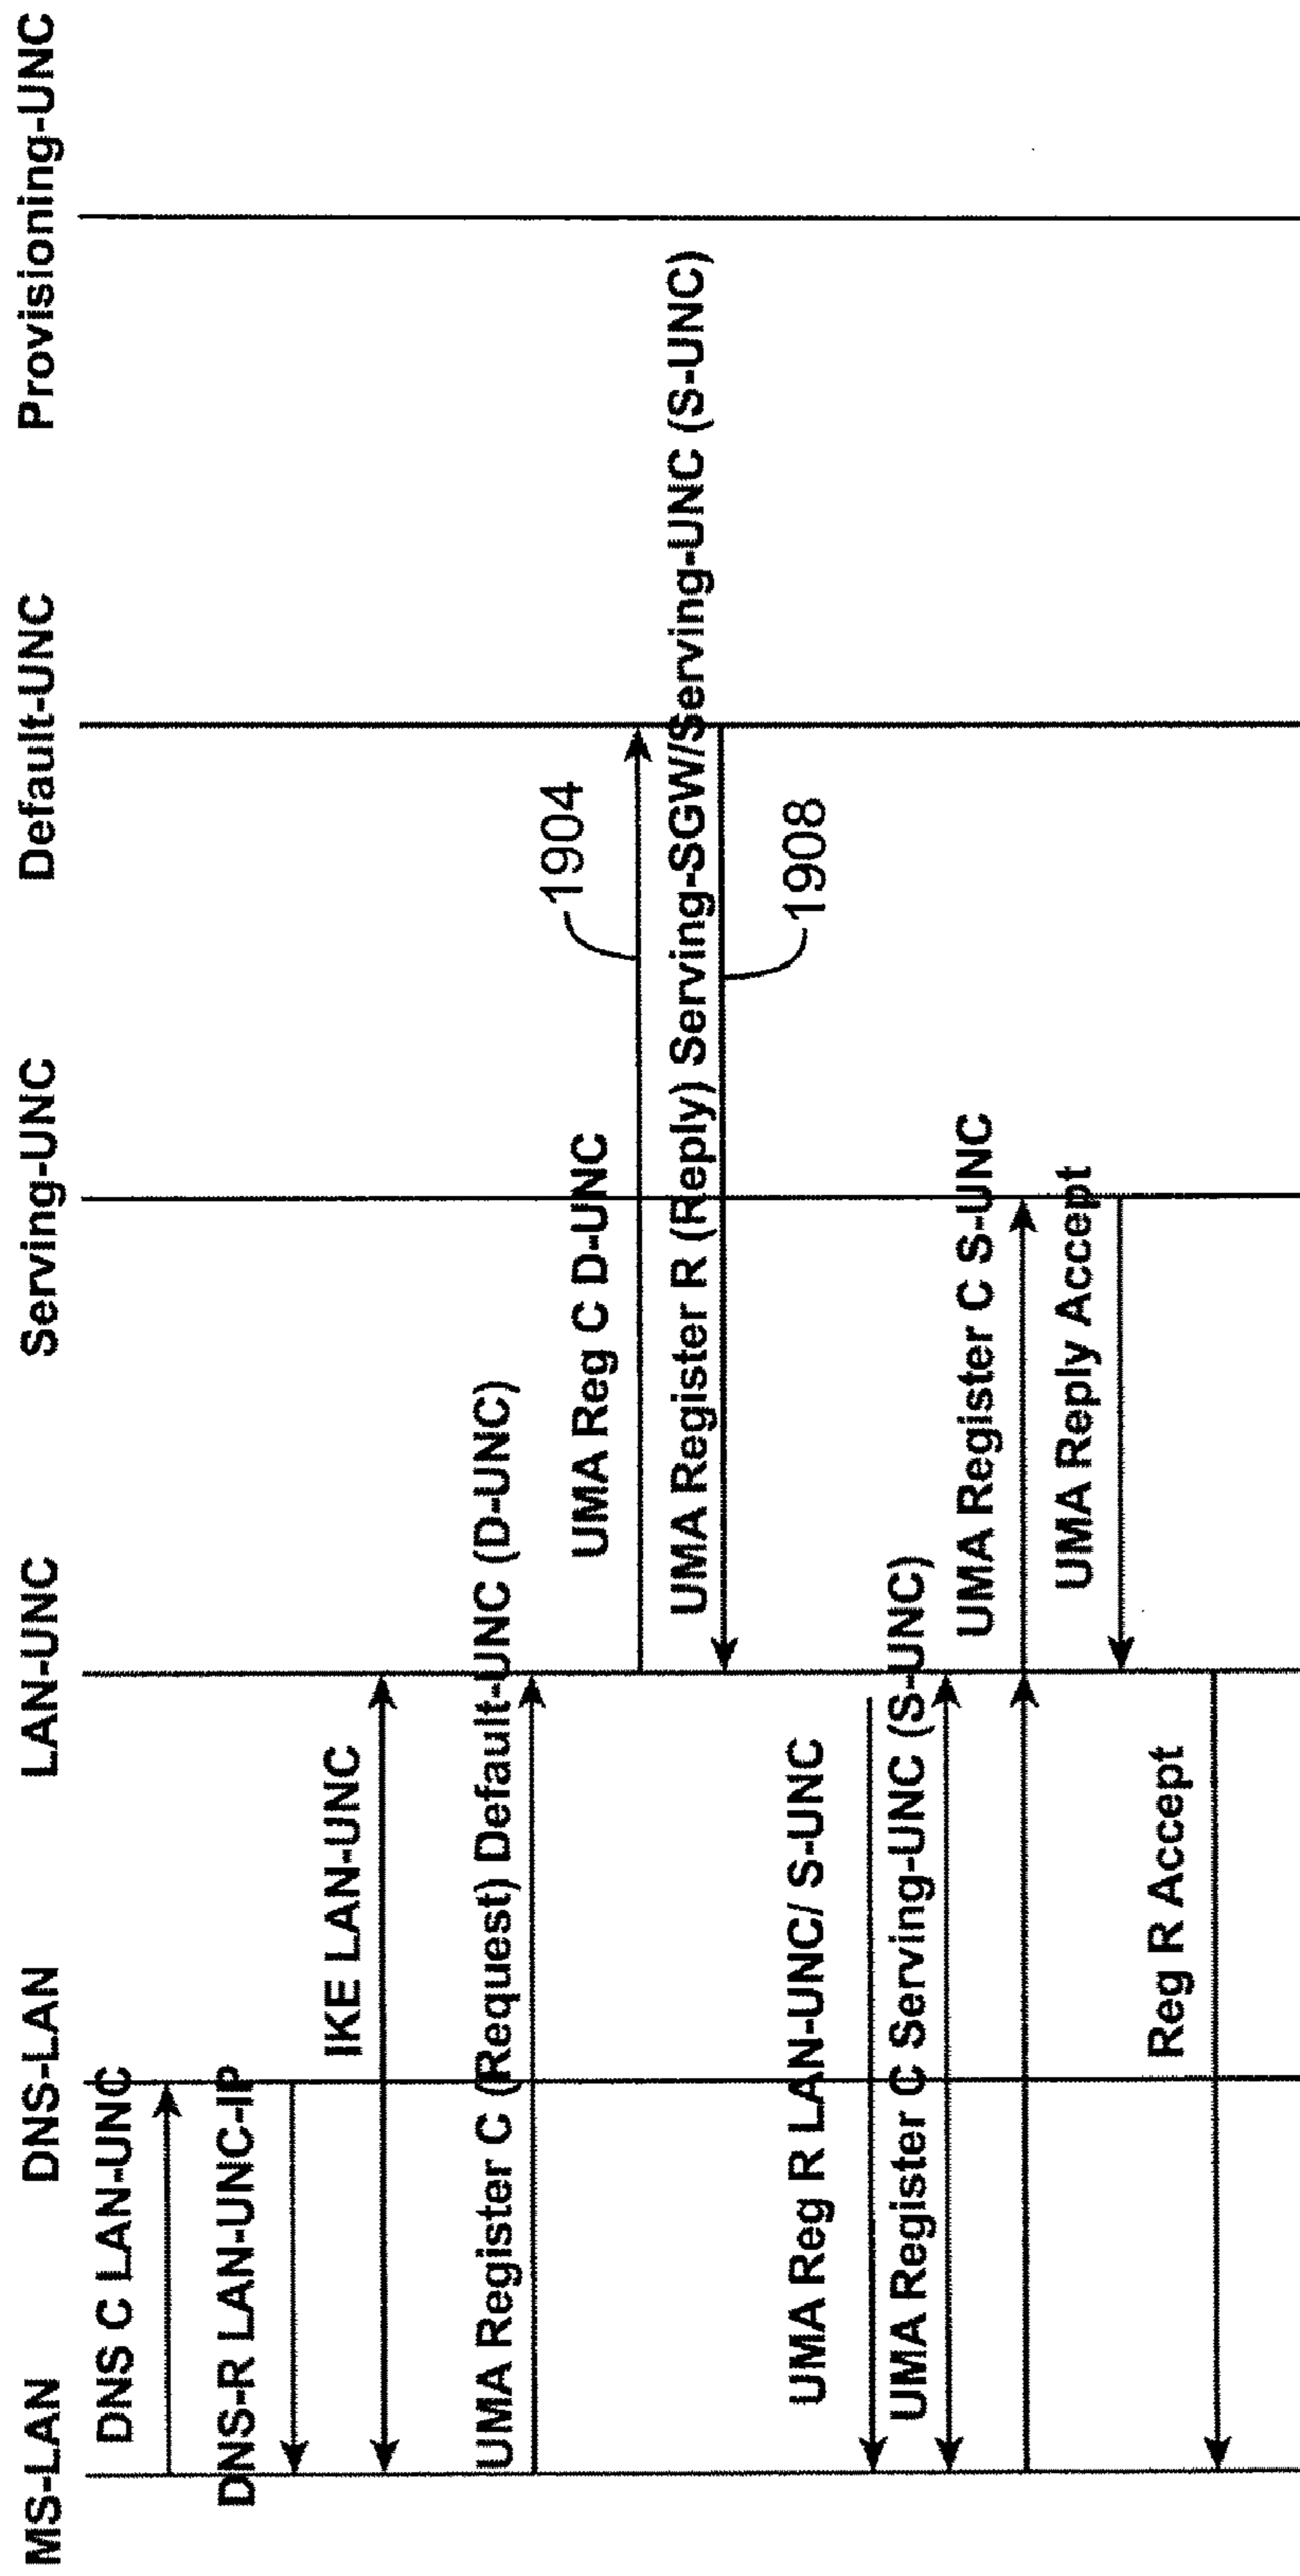 MS-LAN
DNS-LAN
LAN-UNC
Serving-UNC
Default-UNC
Provisioning-UNC
DNS C LAN-UNC
DNS-R LAN-UNC-IP
IKE LAN-UNC
UMA Register C (Request) Default-UNC (D-UNC)
1904
UMA Reg C D-UNC
UMA Register R (Reply) Serving-SGW/Serving-UNC (S-UNC)
1908
UMA Reg R LAN-UNC/ S-UNC
UMA Register C Serving-UNC (S-UNC)
UMA Register C S-UNC
UMA Reply Accept
Reg R Accept